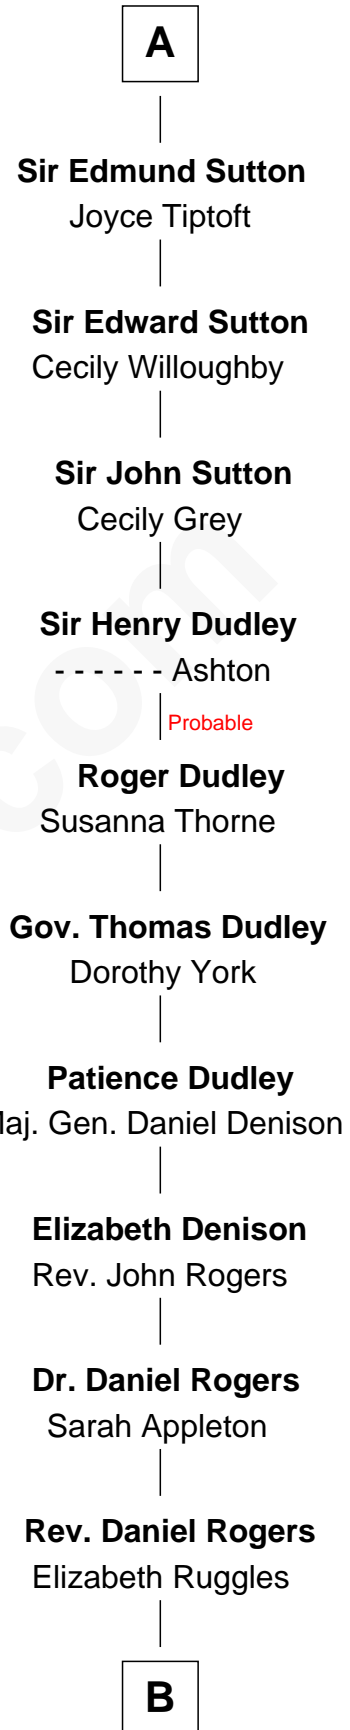 A
Sir Edmund Sutton
Joyce Tiptoft
Sir Edward Sutton
Cecily Willoughby
Sir John Sutton
Cecily Grey
Sir Henry Dudley
- - - - - - Ashton
Probable
Roger Dudley
Susanna Thorne
Gov. Thomas Dudley
Dorothy York
Patience Dudley
Maj. Gen. Daniel Denison
Elizabeth Denison
Rev. John Rogers
Dr. Daniel Rogers
Sarah Appleton
Rev. Daniel Rogers
Elizabeth Ruggles
B